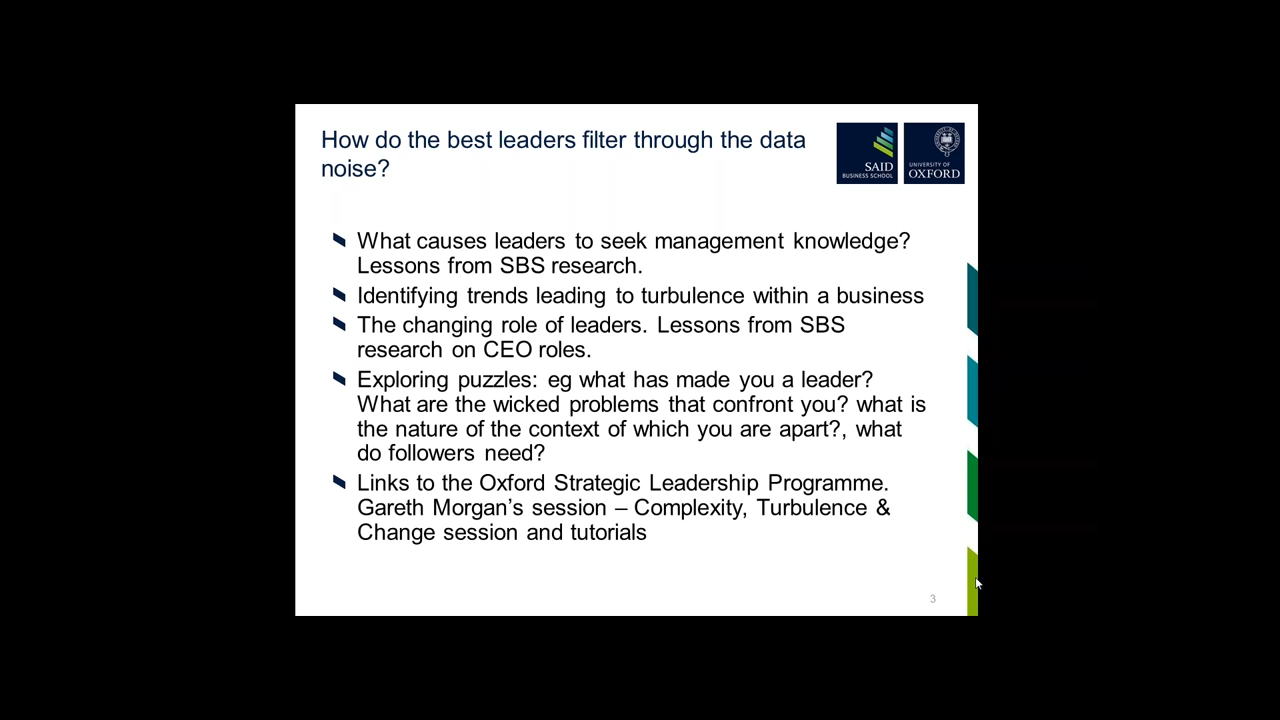 How do the best leaders filter through the data
noise?
SAID
BUSINESS SCHOOL
UNIVERSITY OF
OXFORD
What causes leaders to seek management knowledge?
Lessons from SBS research.
Identifying trends leading to turbulence within a business
The changing role of leaders. Lessons from SBS
research on CEO roles.
Exploring puzzles: eg what has made you a leader?
What are the wicked problems that confront you? what is
the nature of the context of which you are apart?, what
do followers need?
Links to the Oxford Strategic Leadership Programme.
Gareth Morgan’s session – Complexity, Turbulence &
Change session and tutorials
3